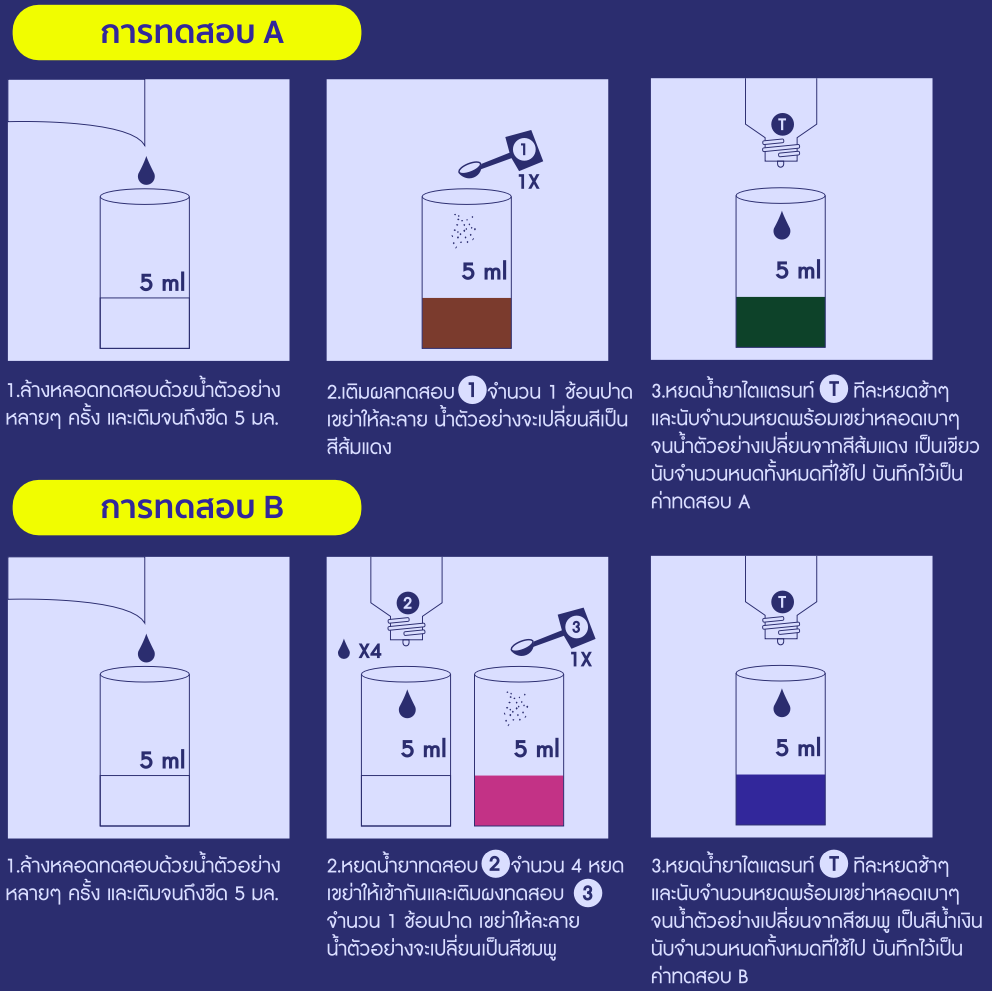 การทดสอบ A
5 ml
1
1X
5 ml
T
5 ml
1.ล้างหลอดทดสอบด้วยน้ำตัวอย่าง
หลายๆ ครั้ง และเติมจนถึงขีด 5 มล.
2.เติมผลทดสอบ 1 จำนวน 1 ช้อนปาด
เขย่าให้ละลาย น้ำตัวอย่างจะเปลี่ยนสีเป็น
สีส้มแดง
3.หยดน้ำยาไตแตรนท์ T ทีละหยดช้าๆ
และนับจำนวนหยดพร้อมเขย่าหลอดเบาๆ
จนน้ำตัวอย่างเปลี่ยนจากสีส้มแดง เป็นเขียว
นับจำนวนหนดทั้งหมดที่ใช้ไป บันทึกไว้เป็น
ค่าทดสอบ A
การทดสอบ B
5 ml
2
X4
5 ml
3
1X
5 ml
T
5 ml
1.ล้างหลอดทดสอบด้วยน้ำตัวอย่าง
หลายๆ ครั้ง และเติมจนถึงขีด 5 มล.
2.หยดน้ำยาทดสอบ 2 จำนวน 4 หยด
เขย่าให้เข้ากันและเติมผงทดสอบ 3
จำนวน 1 ช้อนปาด เขย่าให้ละลาย
น้ำตัวอย่างจะเปลี่ยนเป็นสีชมพู
3.หยดน้ำยาไตแตรนท์ T ทีละหยดช้าๆ
และนับจำนวนหยดพร้อมเขย่าหลอดเบาๆ
จนน้ำตัวอย่างเปลี่ยนจากสีชมพู เป็นสีน้ำเงิน
นับจำนวนหนดทั้งหมดที่ใช้ไป บันทึกไว้เป็น
ค่าทดสอบ B